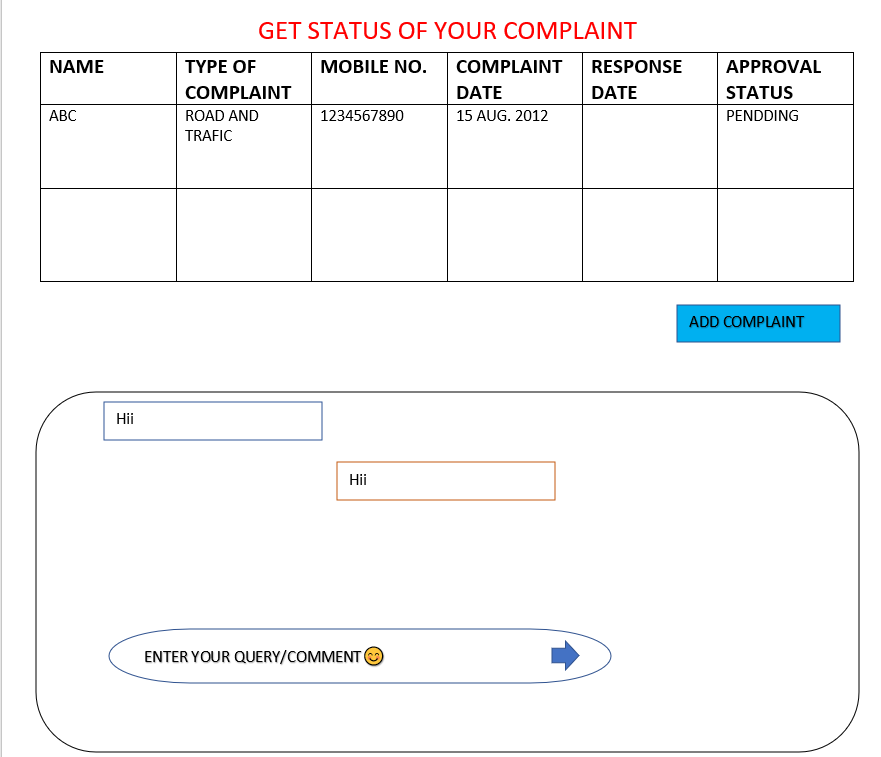 GET STATUS OF YOUR COMPLAINT
NAME
TYPE OF
COMPLAINT
MOBILE NO.
COMPLAINT
DATE
RESPONSE
DATE
APPROVAL
STATUS
ABC
ROAD AND
TRAFIC
1234567890
15 AUG. 2012
PENDDING
ADD COMPLAINT
Hii
Hii
ENTER YOUR QUERY/COMMENT😊